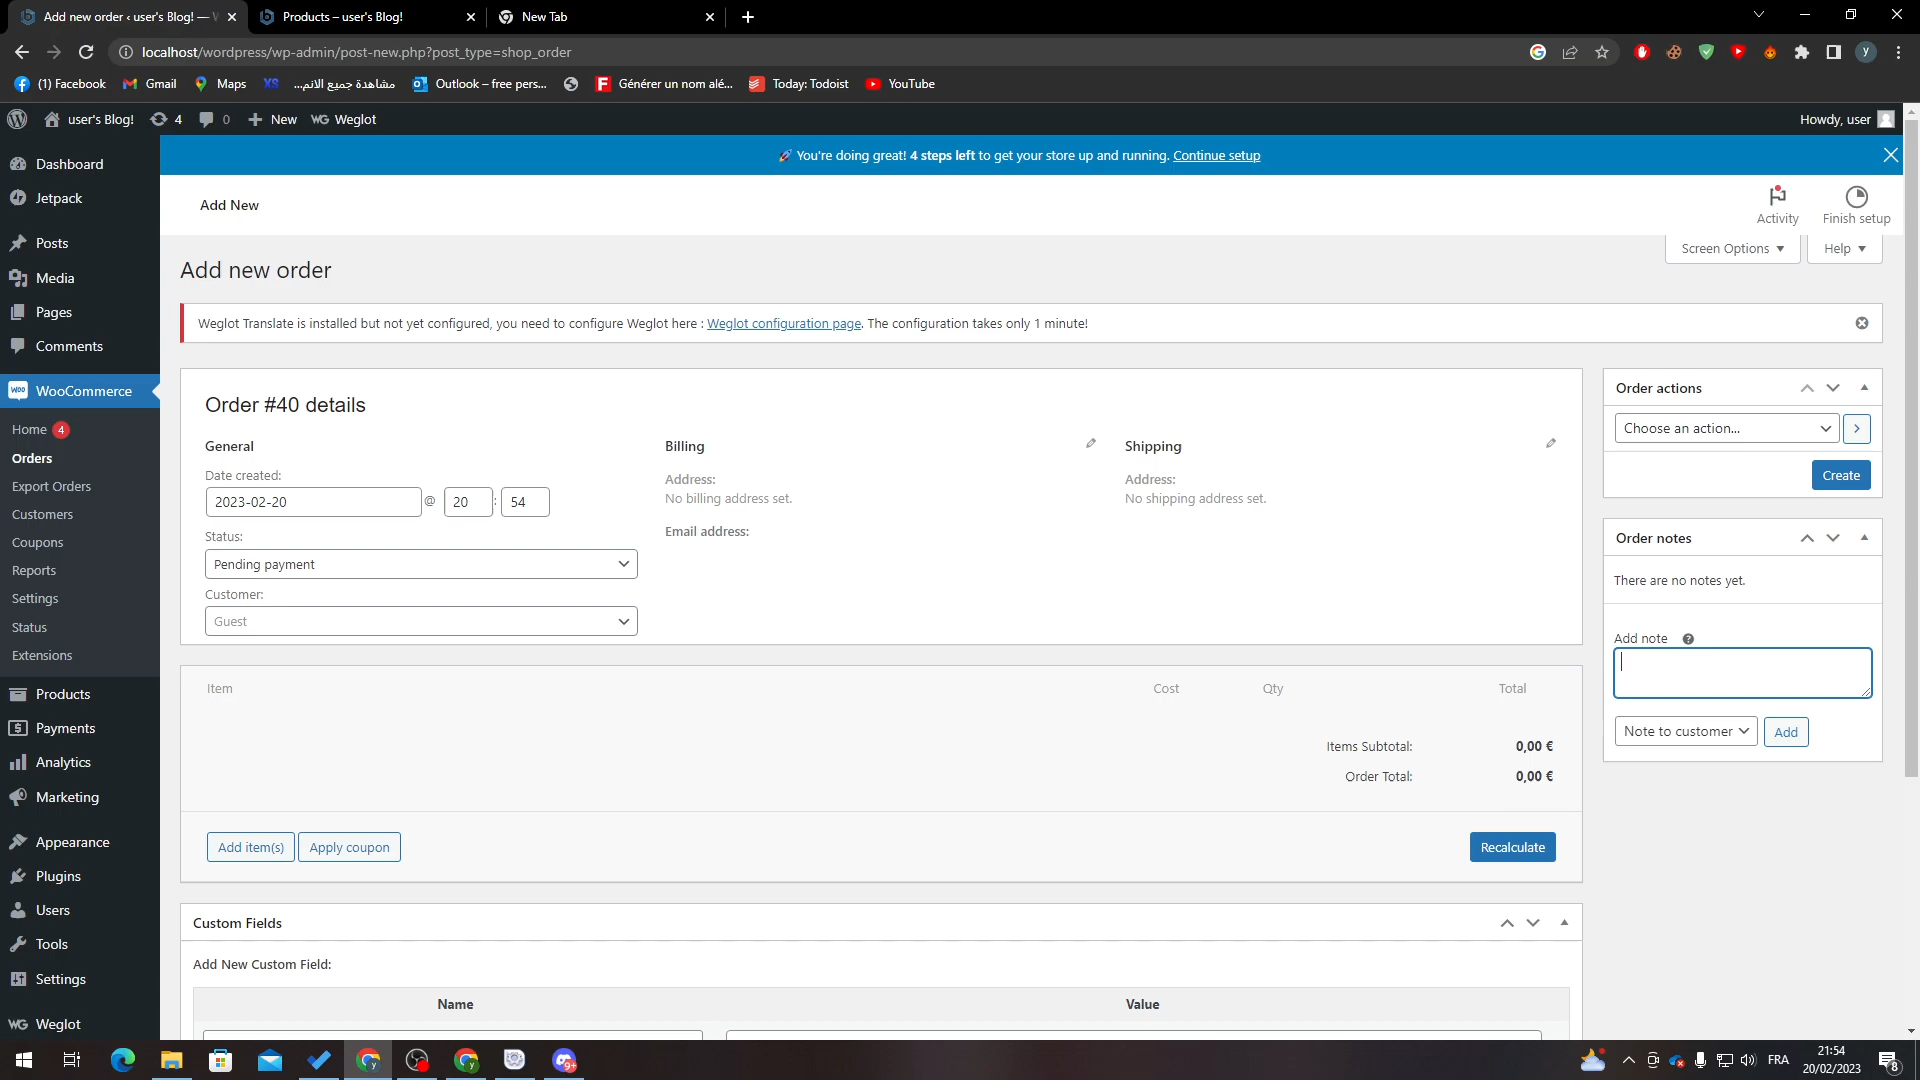 Add new order ‹ user's Blog! — W
Products – user's Blog!
New Tab
localhost/wordpress/wp-admin/post-new.php?post_type=shop_order
(1) Facebook
Gmail
Maps
XS
مشاهدة جميع الانم...
Outlook – free pers...
Générer un nom alé...
Today: Todoist
YouTube
user's Blog!
4
0
New
WG Weglot
Howdy, user
You're doing great! 4 steps left to get your store up and running. Continue setup
Dashboard
Jetpack
Posts
Media
Pages
Comments
WooCommerce
Home 4
Orders
Export Orders
Customers
Coupons
Reports
Settings
Status
Extensions
Products
Payments
Analytics
Marketing
Appearance
Plugins
Users
Tools
Settings
WG Weglot
Add New
Activity
Finish setup
Screen Options
Help
Add new order
Weglot Translate is installed but not yet configured, you need to configure Weglot here : Weglot configuration page. The configuration takes only 1 minute!
Order #40 details
General
Date created:
2023-02-20 @ 20 : 54
Status:
Pending payment
Customer:
Guest
Billing
Address:
No billing address set.
Email address:
Shipping
Address:
No shipping address set.
Item
Cost
Qty
Total
Items Subtotal:
0,00 €
Order Total:
0,00 €
Add item(s)
Apply coupon
Recalculate
Custom Fields
Add New Custom Field:
Name
Value
Order actions
Choose an action...
Create
Order notes
There are no notes yet.
Add note
Note to customer
Add
FRA
21:54
20/02/2023
8